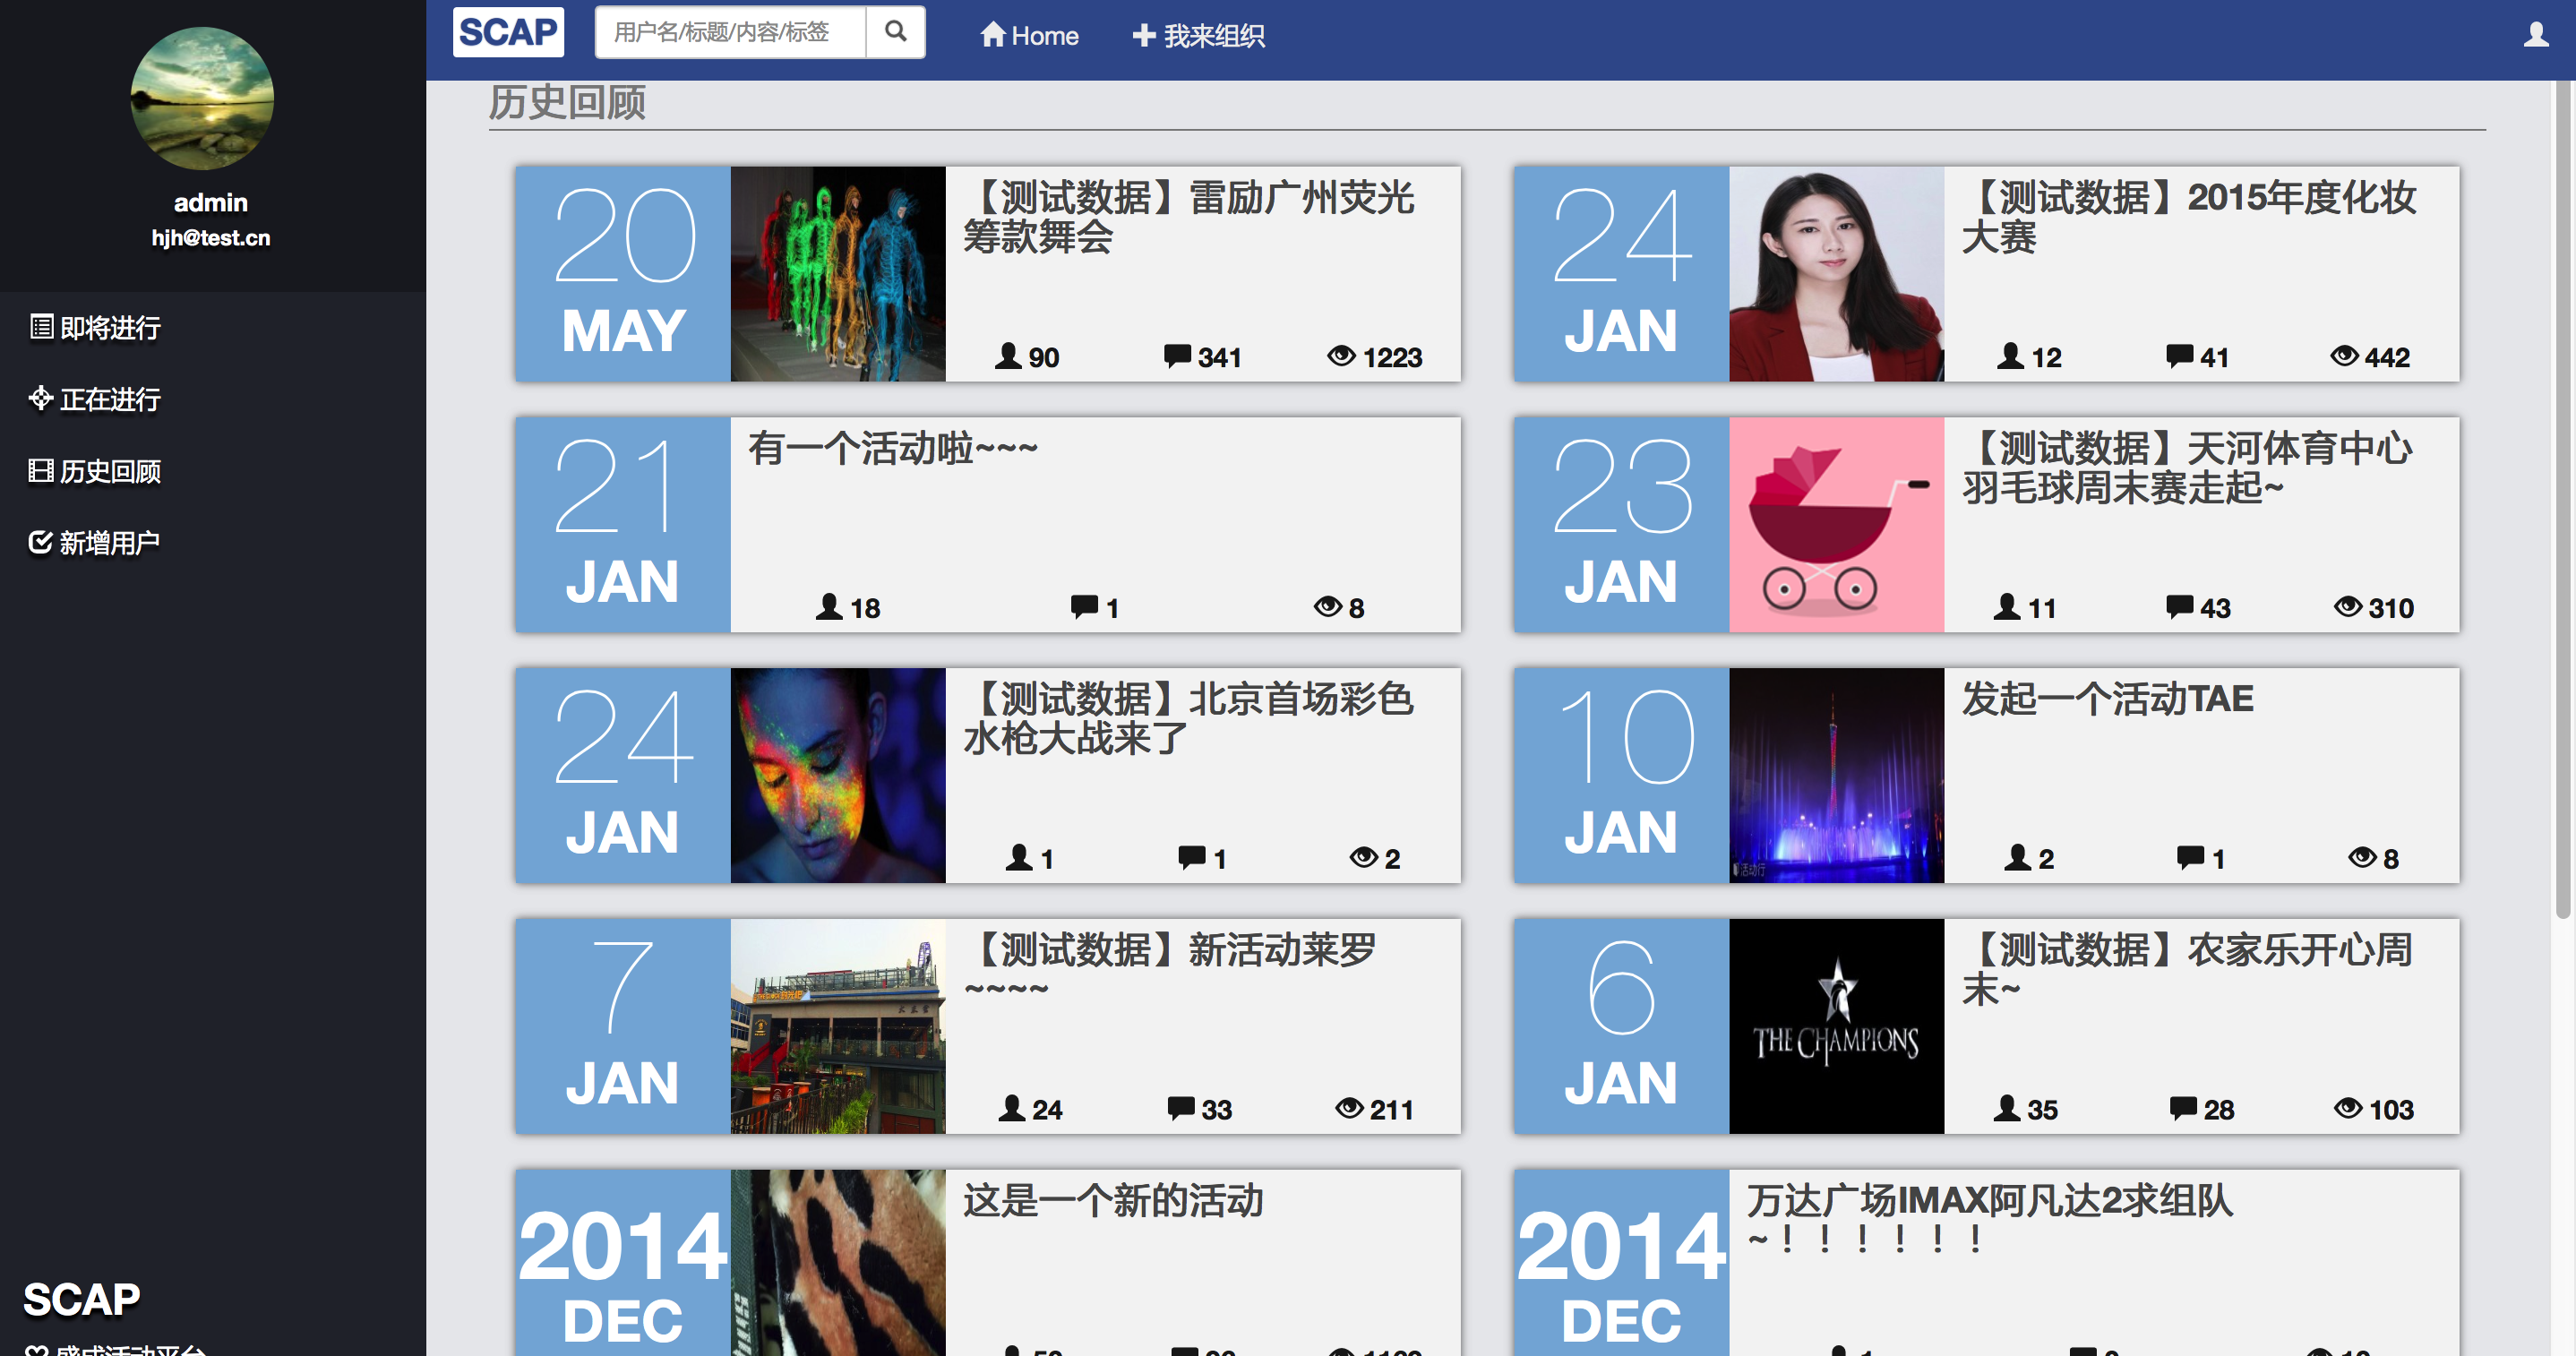 admin
hjh@test.cn
即将进行
正在进行
历史回顾
新增用户
SCAP
SCAP
用户名/标题/内容/标签
Home
我来组织
历史回顾
20
MAY
【测试数据】雷励广州荧光
筹款舞会
90 341 1223
24
JAN
【测试数据】2015年度化妆
大赛
12 41 442
21
JAN
有一个活动啦~~~
18 1 8
23
JAN
【测试数据】天河体育中心
羽毛球周末赛走起~
11 43 310
24
JAN
【测试数据】北京首场彩色
水枪大战来了
1 1 2
10
JAN
活动行
发起一个活动TAE
2 1 8
7
JAN
【测试数据】新活动莱罗
~~~~
24 33 211
6
JAN
THE CHAMPIONS
【测试数据】农家乐开心周
末~
35 28 103
2014
DEC
这是一个新的活动
2014
DEC
万达广场IMAX阿凡达2求组队
~！！！！！！